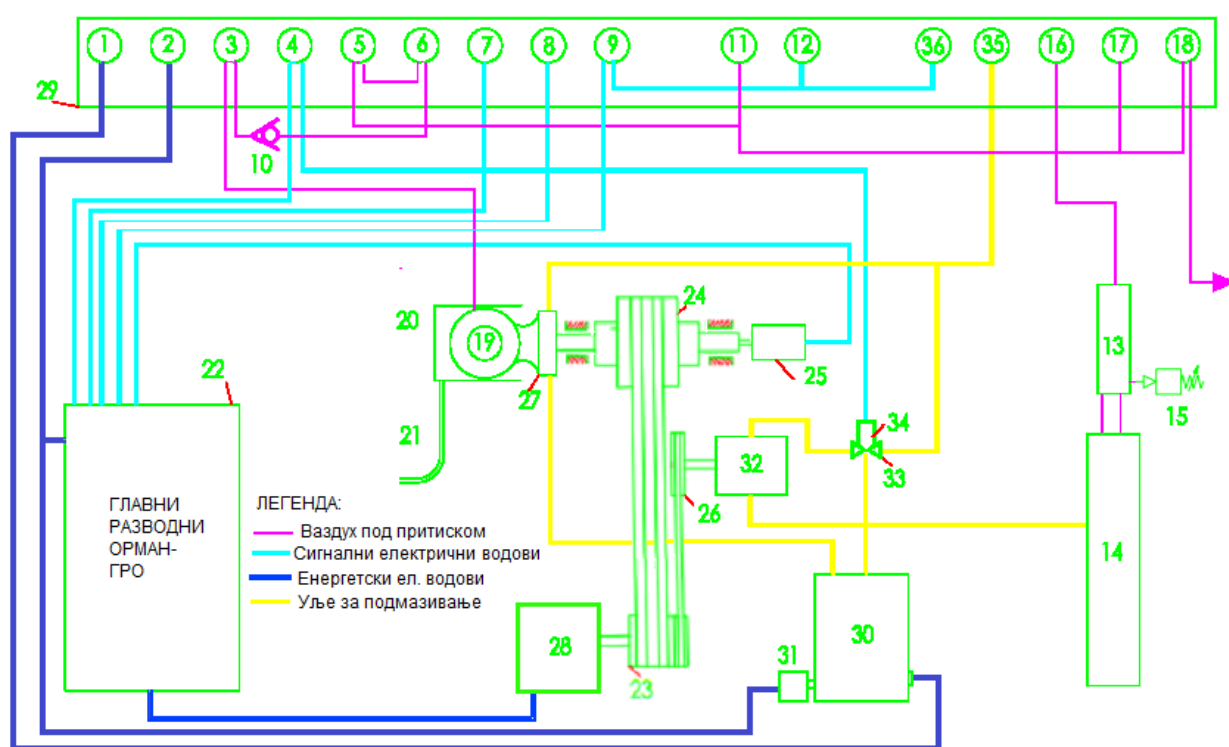 1 2 3 4 5 6 7 8 9 11 12 36 35 16 17 18
29
10
24
20
19
13
22
27
25
15
21
34
32
33
26
ГЛАВНИ
РАЗВОДНИ
ОРМАН-
ГРО
ЛЕГЕНДА:
Ваздух под притиском
Сигнални електрични водови
Енергетски ел. водови
Уље за подмазивање
14
28
30
31
23